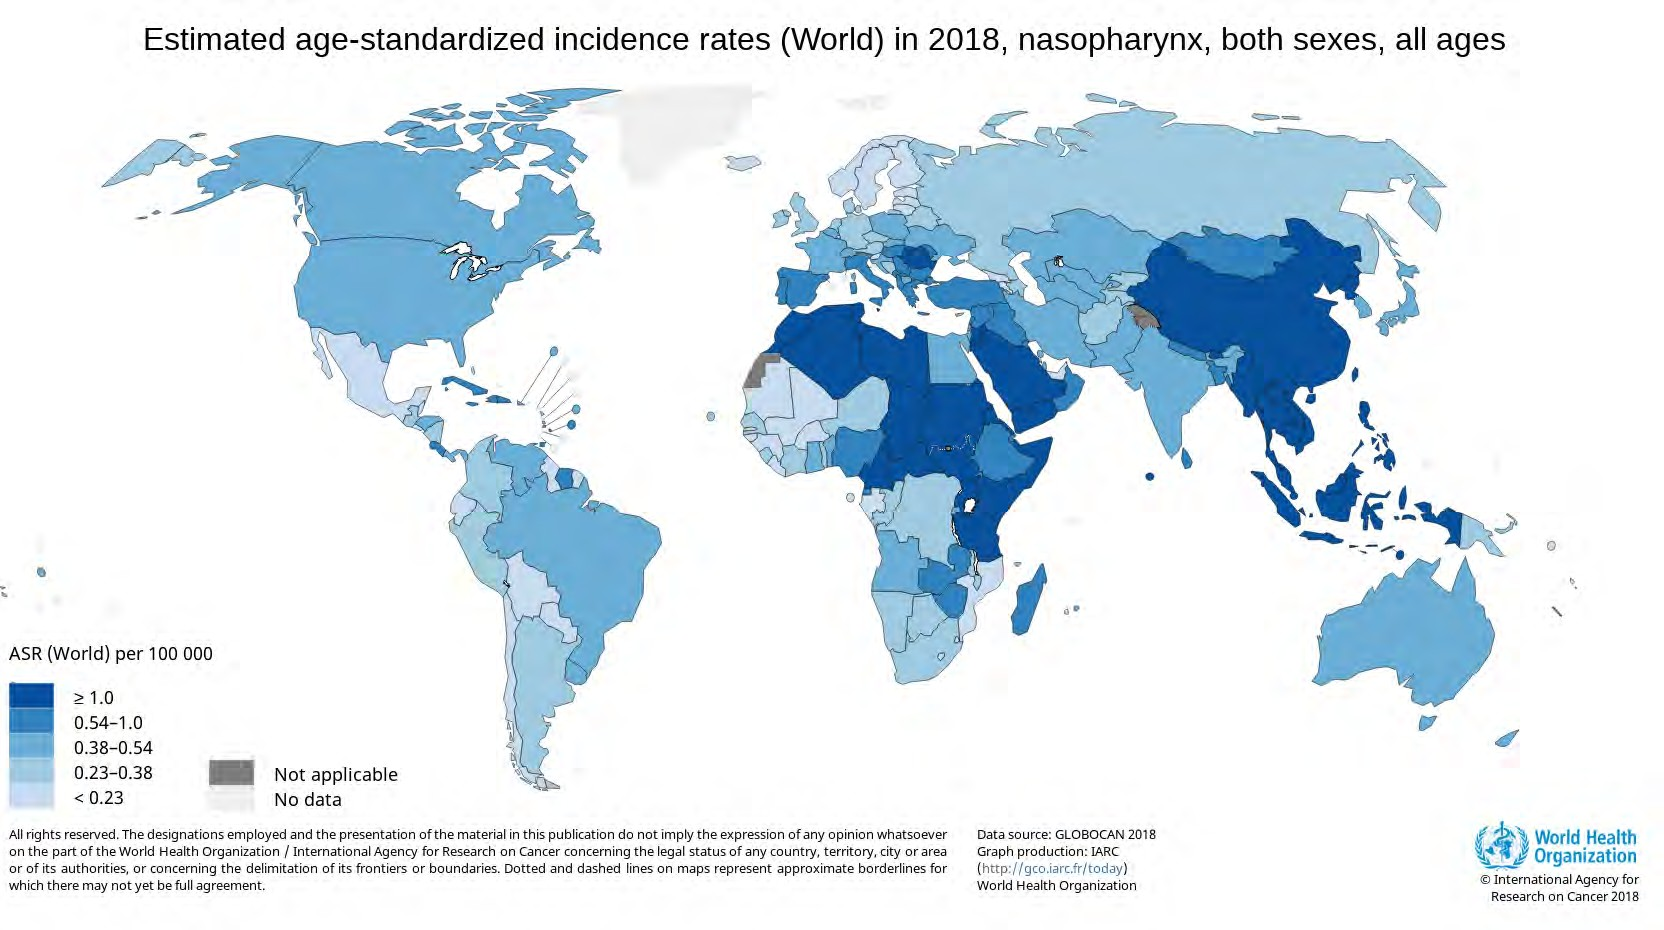 Estimated age-standardized incidence rates (World) in 2018, nasopharynx, both sexes, all ages
ASR (World) per 100 000
≥ 1.0
0.54–1.0
0.38–0.54
0.23–0.38
< 0.23
Not applicable
No data
All rights reserved. The designations employed and the presentation of the material in this publication do not imply the expression of any opinion whatsoever
on the part of the World Health Organization / International Agency for Research on Cancer concerning the legal status of any country, territory, city or area
or of its authorities, or concerning the delimitation of its frontiers or boundaries. Dotted and dashed lines on maps represent approximate borderlines for
which there may not yet be full agreement.
Data source: GLOBOCAN 2018
Graph production: IARC
(http://gco.iarc.fr/today)
World Health Organization
World Health
Organization
© International Agency for
Research on Cancer 2018